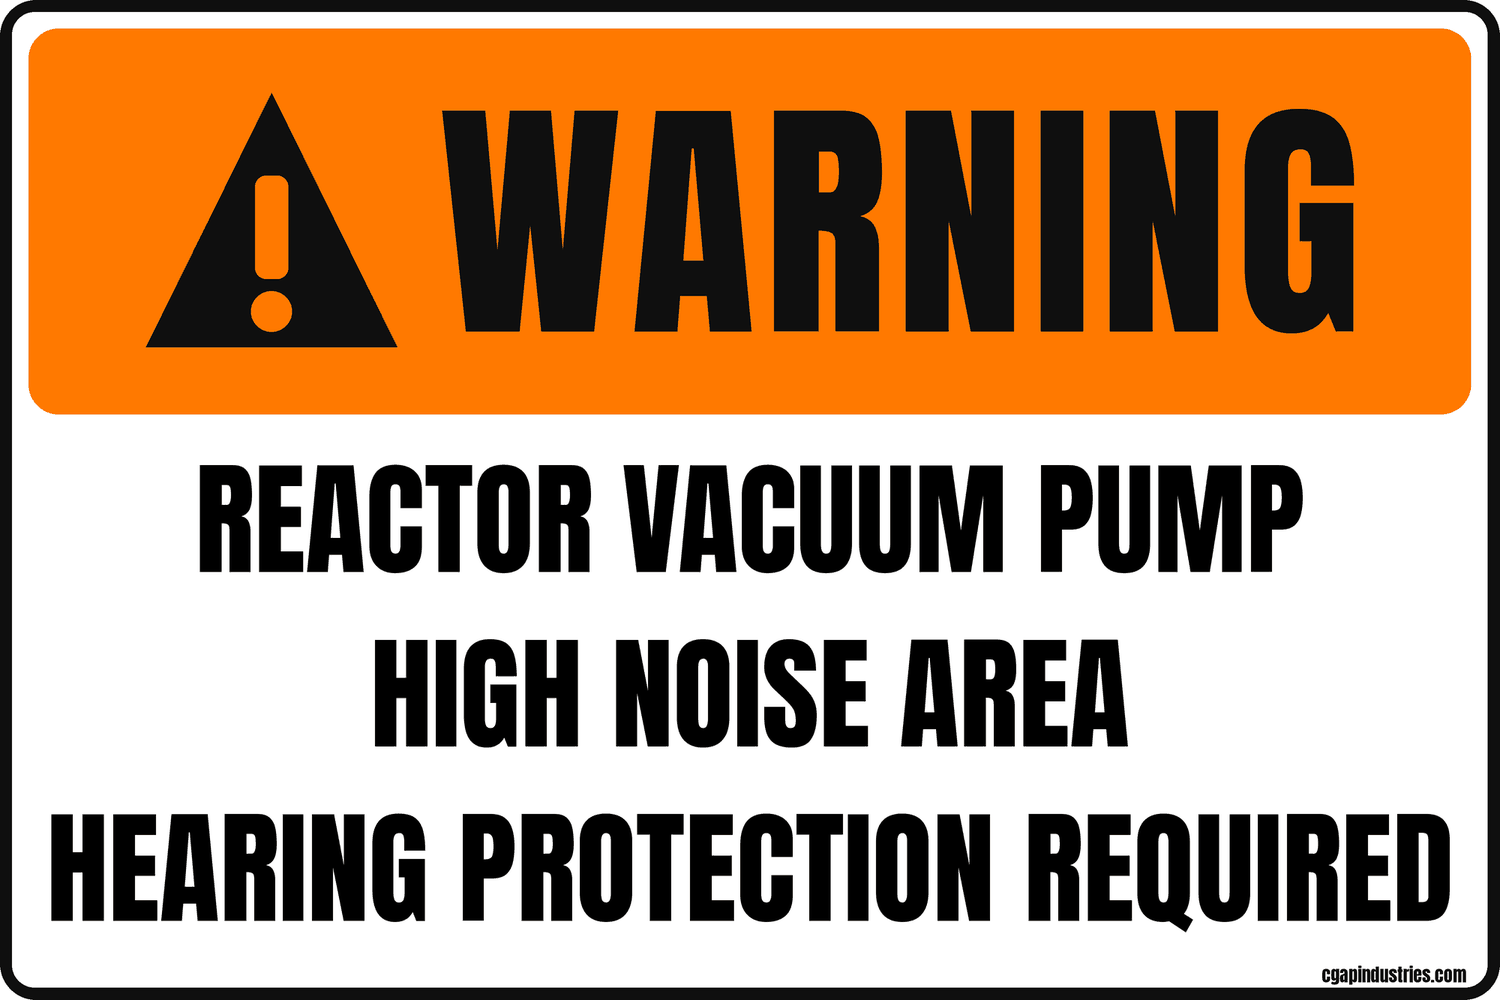 WARNING
REACTOR VACUUM PUMP
HIGH NOISE AREA
HEARING PROTECTION REQUIRED
cgapindustries.com